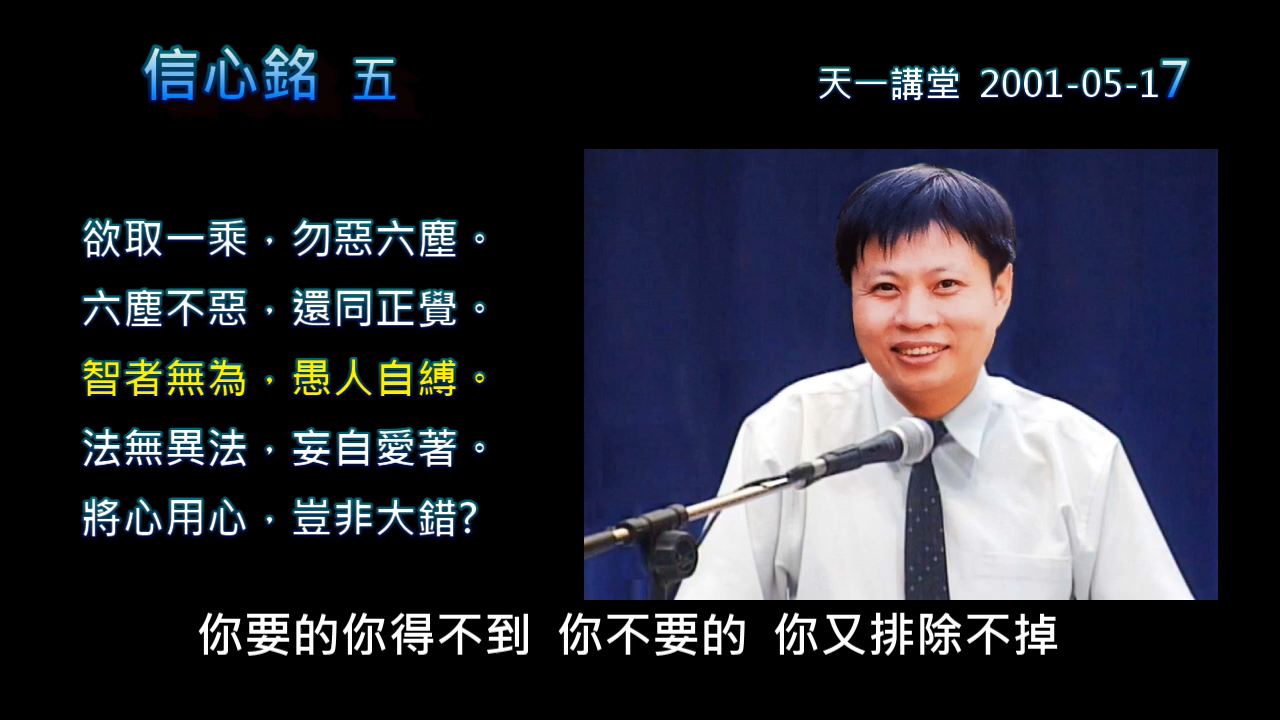 信心銘 五
天一講堂 2001-05-17
欲取一乘，勿惡六塵。
六塵不惡，還同正覺。
智者無為，愚人自縛。
法無異法，妄自愛著。
將心用心，豈非大錯?
你要的你得不到 你不要的 你又排除不掉